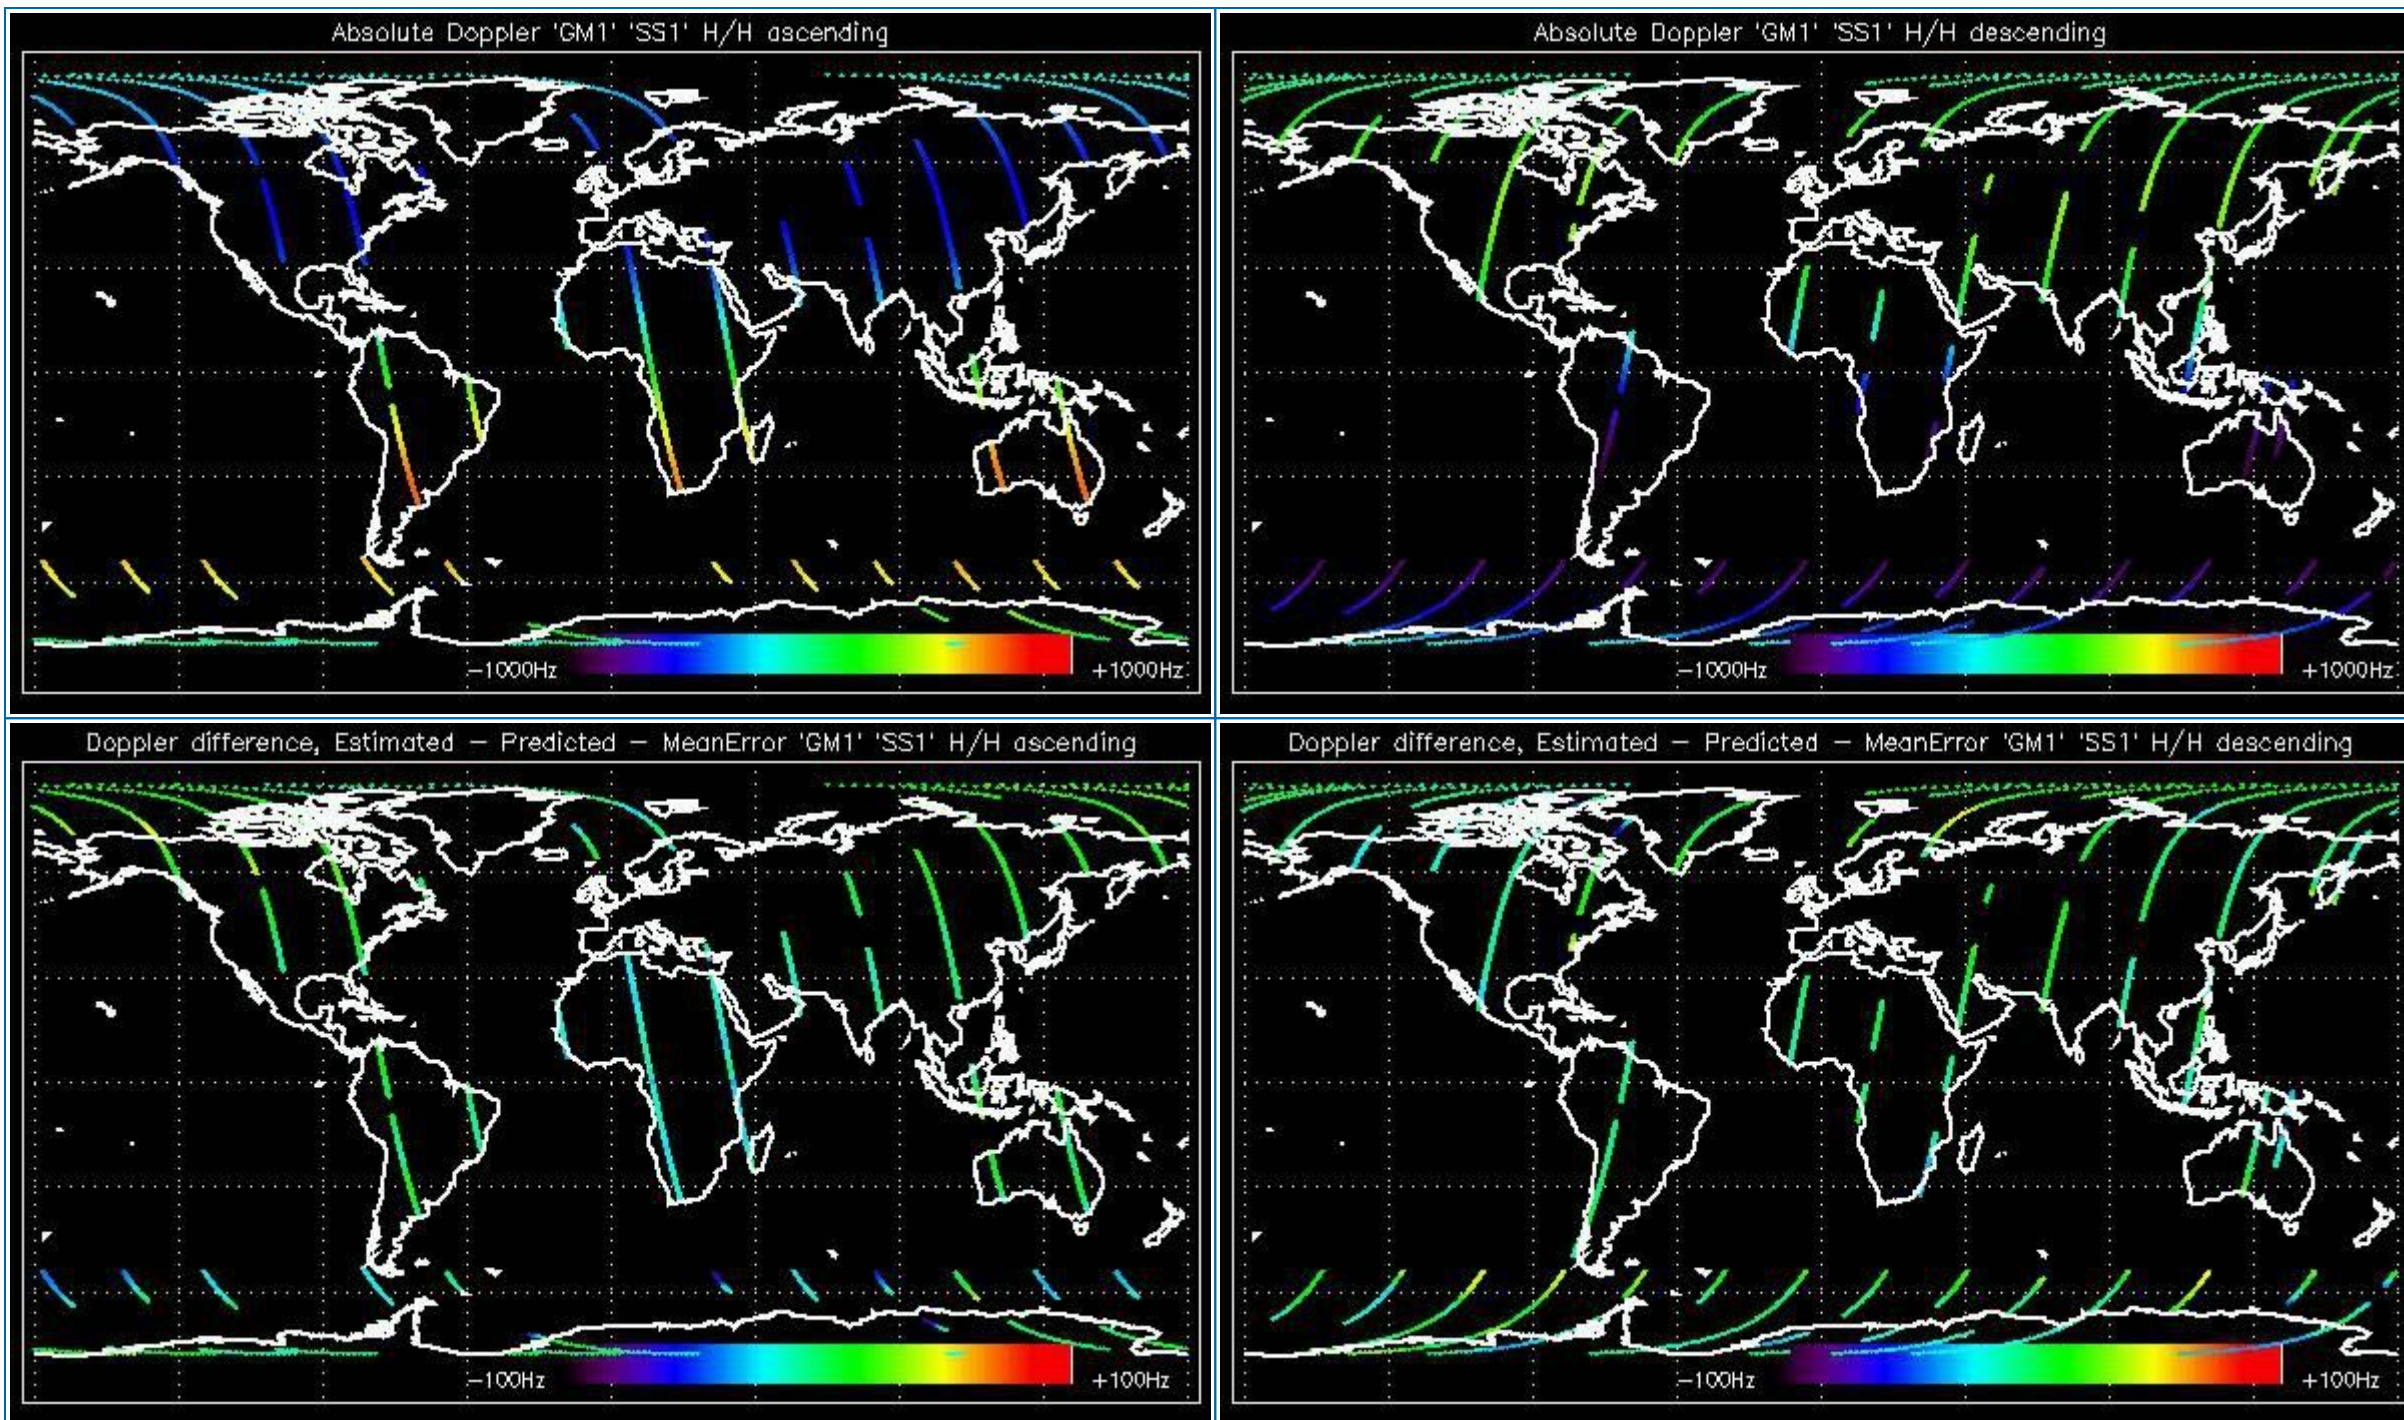 Absolute Doppler 'GM1' 'SS1' H/H ascending
−1000Hz
+1000Hz
Absolute Doppler 'GM1' 'SS1' H/H descending
−1000Hz
+1000Hz
Doppler difference, Estimated − Predicted − MeanError 'GM1' 'SS1' H/H ascending
−100Hz
+100Hz
Doppler difference, Estimated − Predicted − MeanError 'GM1' 'SS1' H/H descending
−100Hz
+100Hz